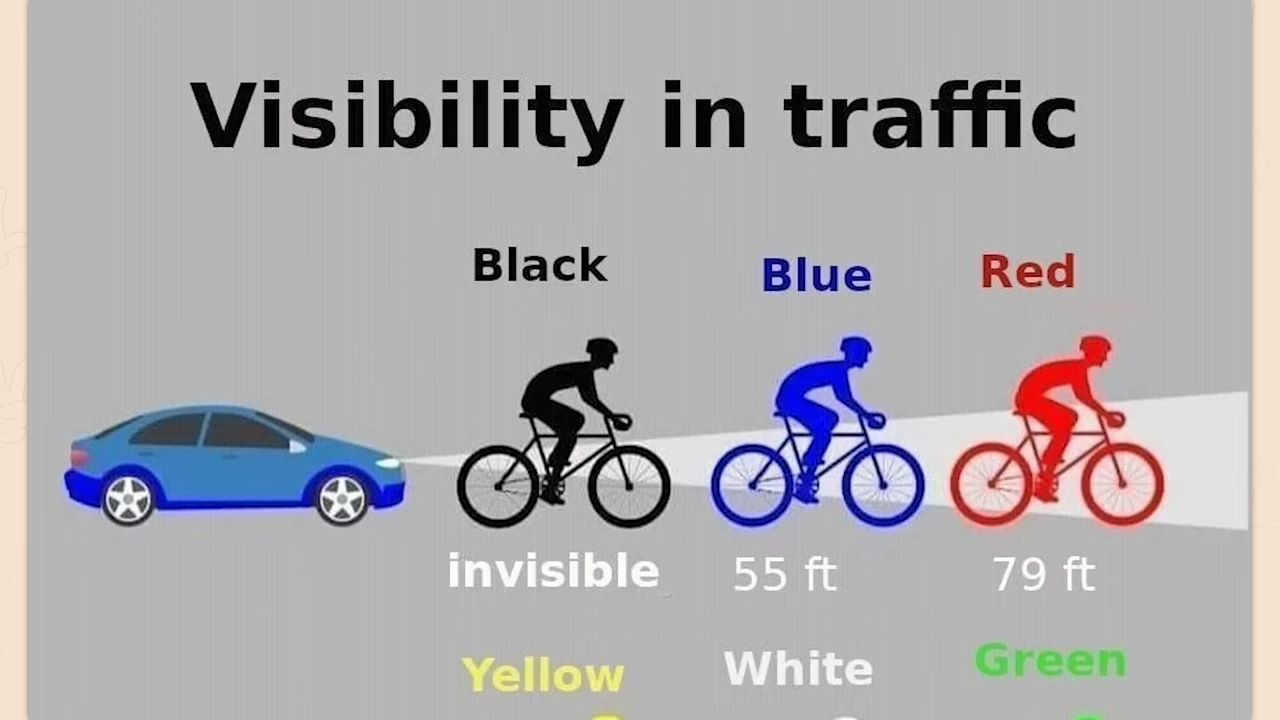 Visibility in traffic
Black Blue Red
invisible 55 ft 79 ft
Yellow White Green